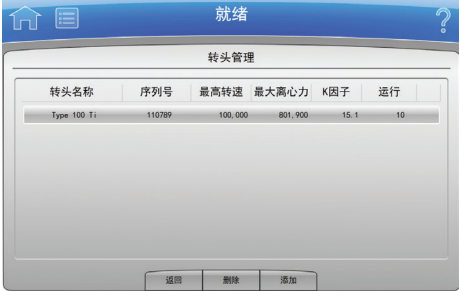 就绪
?
转头管理
转头名称 序列号 最高转速 最大离心力 K因子 运行
Type 100 Ti 110789 100,000 801,900 15.1 10
返回 删除 添加